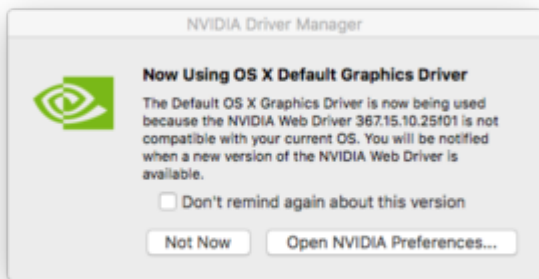 NVIDIA Driver Manager
Now Using OS X Default Graphics Driver
The Default OS X Graphics Driver is now being used
because the NVIDIA Web Driver 367.15.10.25f01 is not
compatible with your current OS. You will be notified
when a new version of the NVIDIA Web Driver is
available.
Don't remind again about this version
Not Now
Open NVIDIA Preferences...